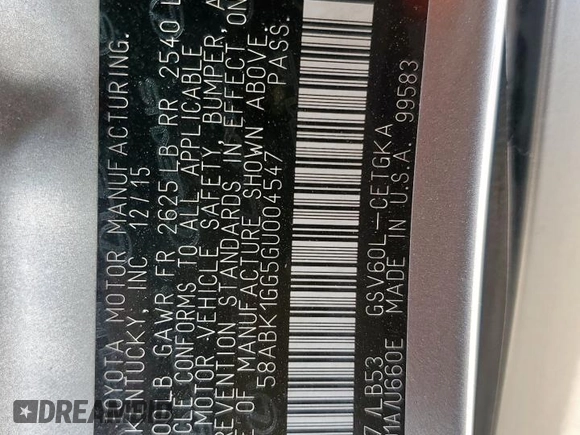 TOYOTA MOTOR MANUFACTURING,
KENTUCKY, INC. 12/15
LB. GAWR FR 2625 LB RR 2540
CONFORMS TO ALL APPLICABLE
MOTOR VEHICLE SAFETY, BUMPER,
STANDARDS IN EFFECT ON
OF MANUFACTURE SHOWN ABOVE.
58ABK1GG5GU004547 PASS.
/LB53 GSV60L-CETGKA
/U660E MADE IN U.S.A. 99583
DREAMBID